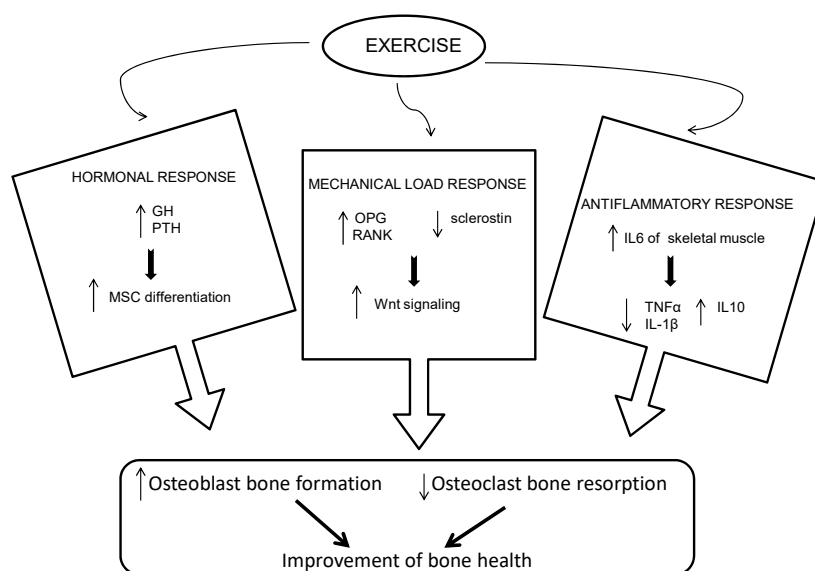 EXERCISE
HORMONAL RESPONSE
↑ GH
PTH
↑ MSC differentiation
MECHANICAL LOAD RESPONSE
↑ OPG ↓ sclerostin
RANK
↑ Wnt signaling
ANTIFLAMMATORY RESPONSE
↑ IL6 of skeletal muscle
↓ TNFα ↑ IL10
IL-1β
↑ Osteoblast bone formation ↓ Osteoclast bone resorption
Improvement of bone health